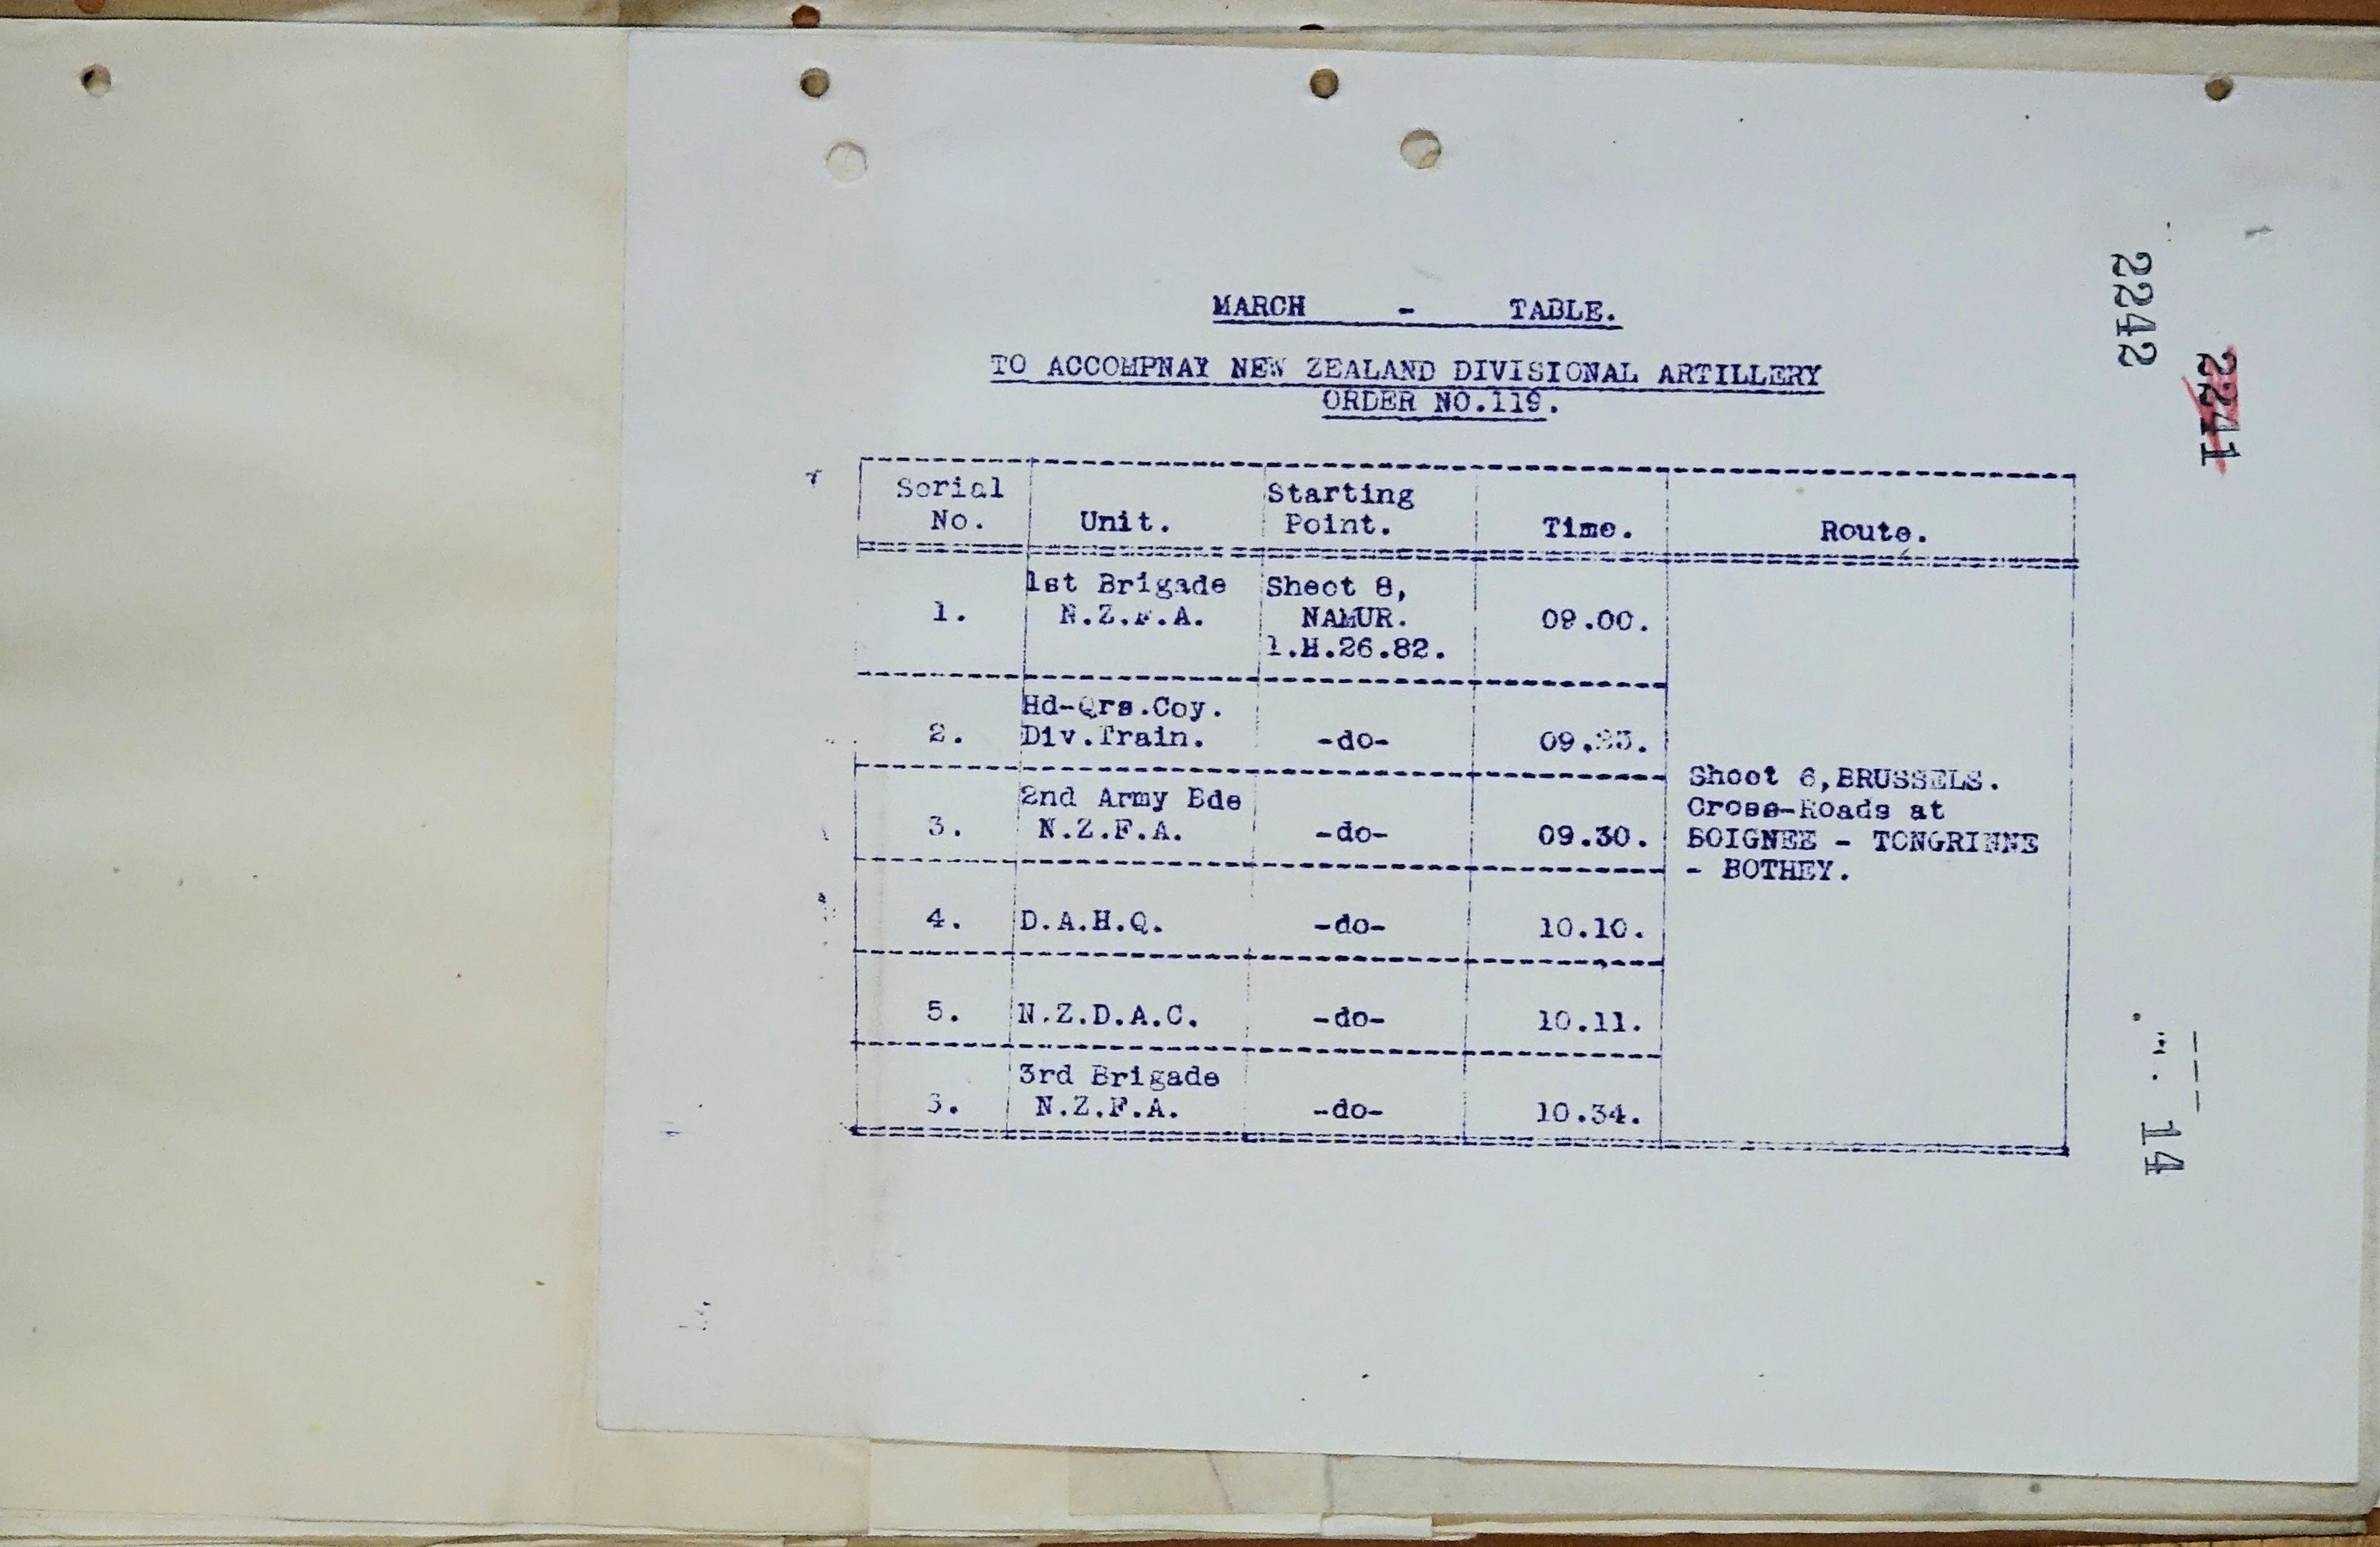 MARCH - TABLE.
TO ACCOMPNAY NEW ZEALAND DIVISIONAL ARTILLERY
ORDER NO.119.
Serial No.
Unit.
Starting Point.
Time.
Route.
1.
1st Brigade
N.Z.F.A.
Sheet 8,
NAMUR.
1.H.26.82.
09.00.
2.
Hd-Qrs.Coy.
Div.Train.
-do-
3.
2nd Army Bde
N.Z.F.A.
-do-
09.30.
4.
D.A.H.Q.
-do-
10.10.
5.
N.Z.D.A.C.
-do-
10.11.
3rd Brigade
N.Z.F.A.
-do-
10.34.
Sheet 6,BRUSSELS.
Cross-Roads at
BOIGNEE - TONGRINNE
- BOTHEY.
2242
2241
14